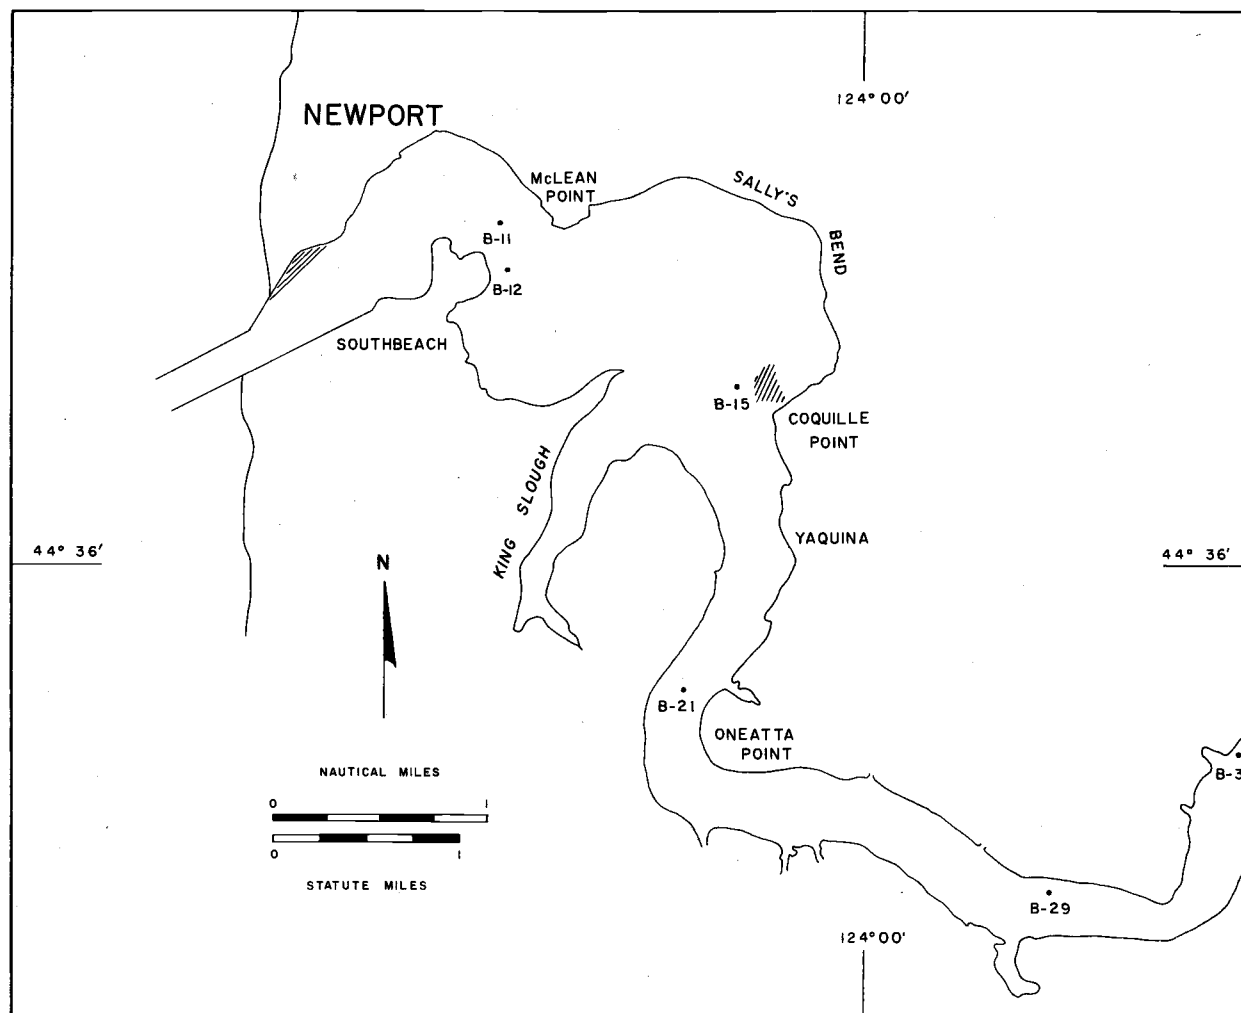 124° 00'
NEWPORT
McLEAN
POINT
SALLY'S
BEND
B-11
B-12
SOUTHBEACH
B-15
COQUILLE
POINT
KING SLOUGH
YAQUINA
44° 36'
44° 36'
N
B-21
ONEATTA
POINT
B-3
NAUTICAL MILES
0 1
0 1
STATUTE MILES
B-29
124° 00'